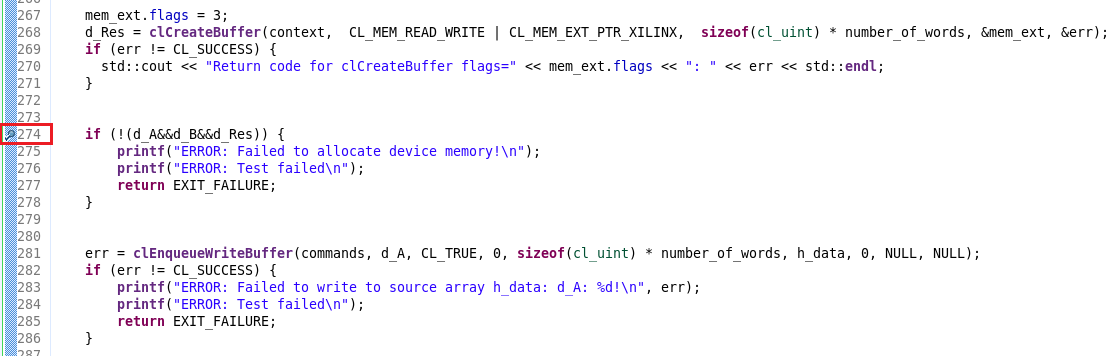 266
267 mem_ext.flags = 3;
268 d_Res = clCreateBuffer(context,  CL_MEM_READ_WRITE | CL_MEM_EXT_PTR_XILINX,  sizeof(cl_uint) * number_of_words, &mem_ext, &err);
269 if (err != CL_SUCCESS) {
270 std::cout << "Return code for clCreateBuffer flags=" << mem_ext.flags << ": " << err << std::endl;
271 }
272
273
274 if (!(d_A&&d_B&&d_Res)) {
275 printf("ERROR: Failed to allocate device memory!\n");
276 printf("ERROR: Test failed\n");
277 return EXIT_FAILURE;
278 }
279
280
281 err = clEnqueueWriteBuffer(commands, d_A, CL_TRUE, 0, sizeof(cl_uint) * number_of_words, h_data, 0, NULL, NULL);
282 if (err != CL_SUCCESS) {
283 printf("ERROR: Failed to write to source array h_data: d_A: %d!\n", err);
284 printf("ERROR: Test failed\n");
285 return EXIT_FAILURE;
286 }
287